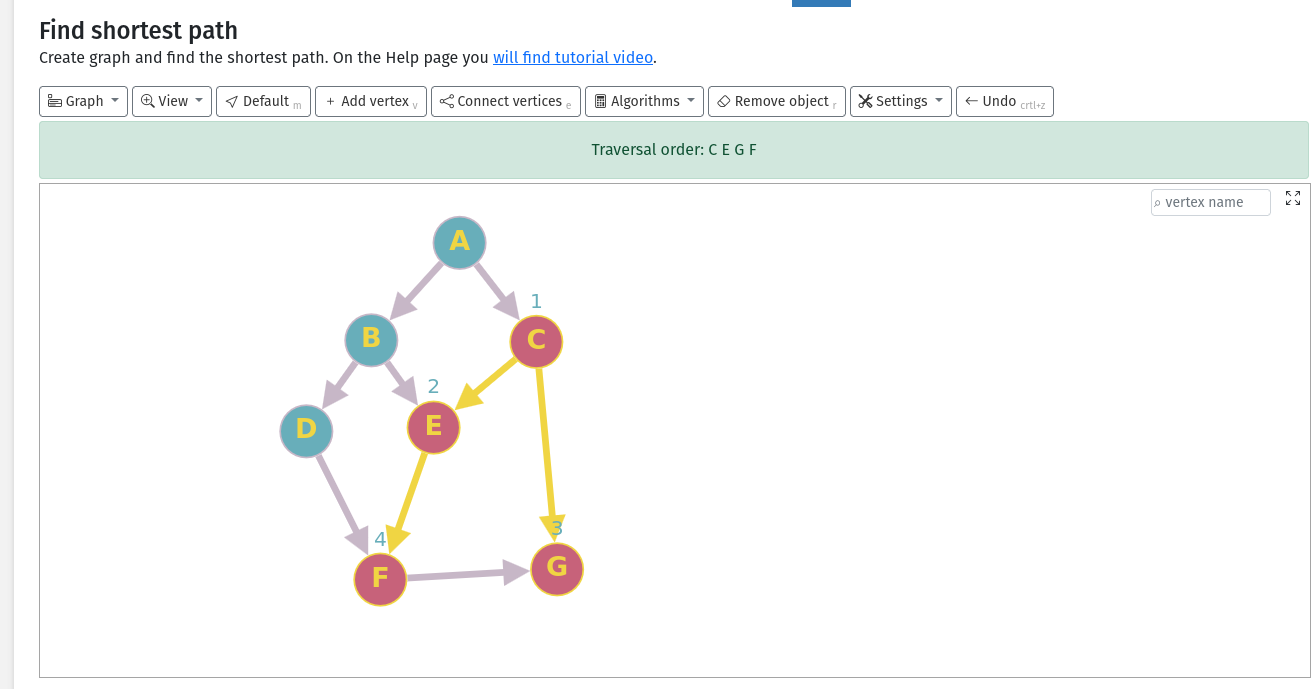 Find shortest path
Create graph and find the shortest path. On the Help page you will find tutorial video.
Graph View Default m + Add vertex v Connect vertices e Algorithms Remove object r Settings Undo crtl+z
Traversal order: C E G F
vertex name
A
1
B
C
2
D
E
3
4
F
G